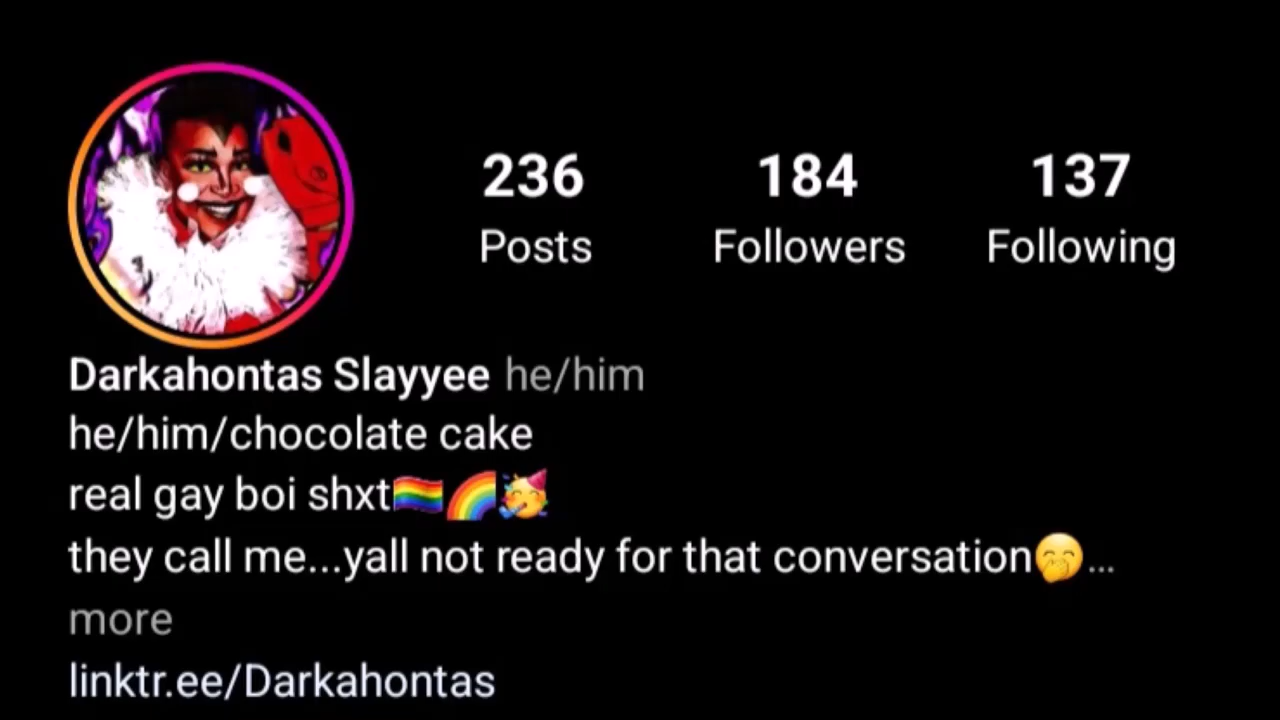 236 184 137
Posts Followers Following
Darkahontas Slayyee he/him
he/him/chocolate cake
real gay boi shxt🏳️‍🌈🌈🥳
they call me...yall not ready for that conversation🤭...
more
linktr.ee/Darkahontas